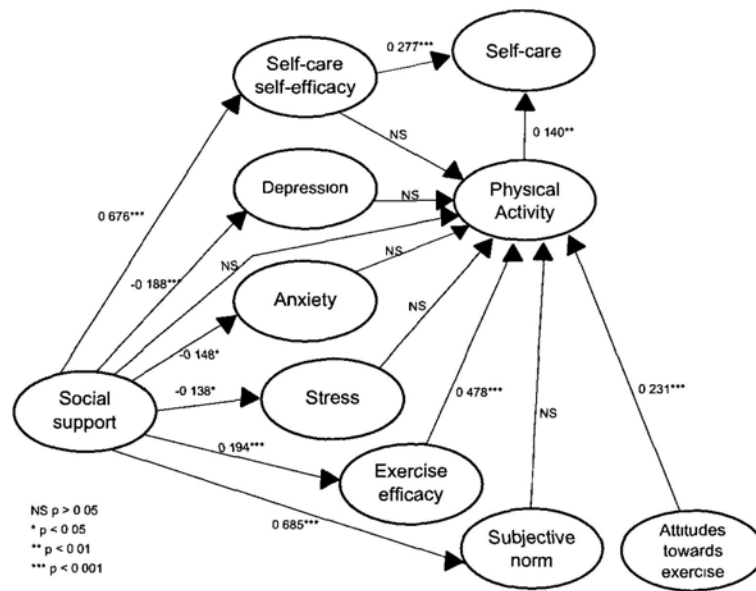 Self-care
self-efficacy
0 277***
Self-care
NS
0 140**
Depression
NS
Physical
Activity
0 676***
-0 188***
NS
NS
Anxiety
NS
-0 148*
Social
support
-0 138*
Stress
0 478***
0 231***
NS
0 194***
Exercise
efficacy
0 685***
Subjective
norm
Attitudes
towards
exercise
NS p > 0 05
* p < 0 05
** p < 0 01
*** p < 0 001